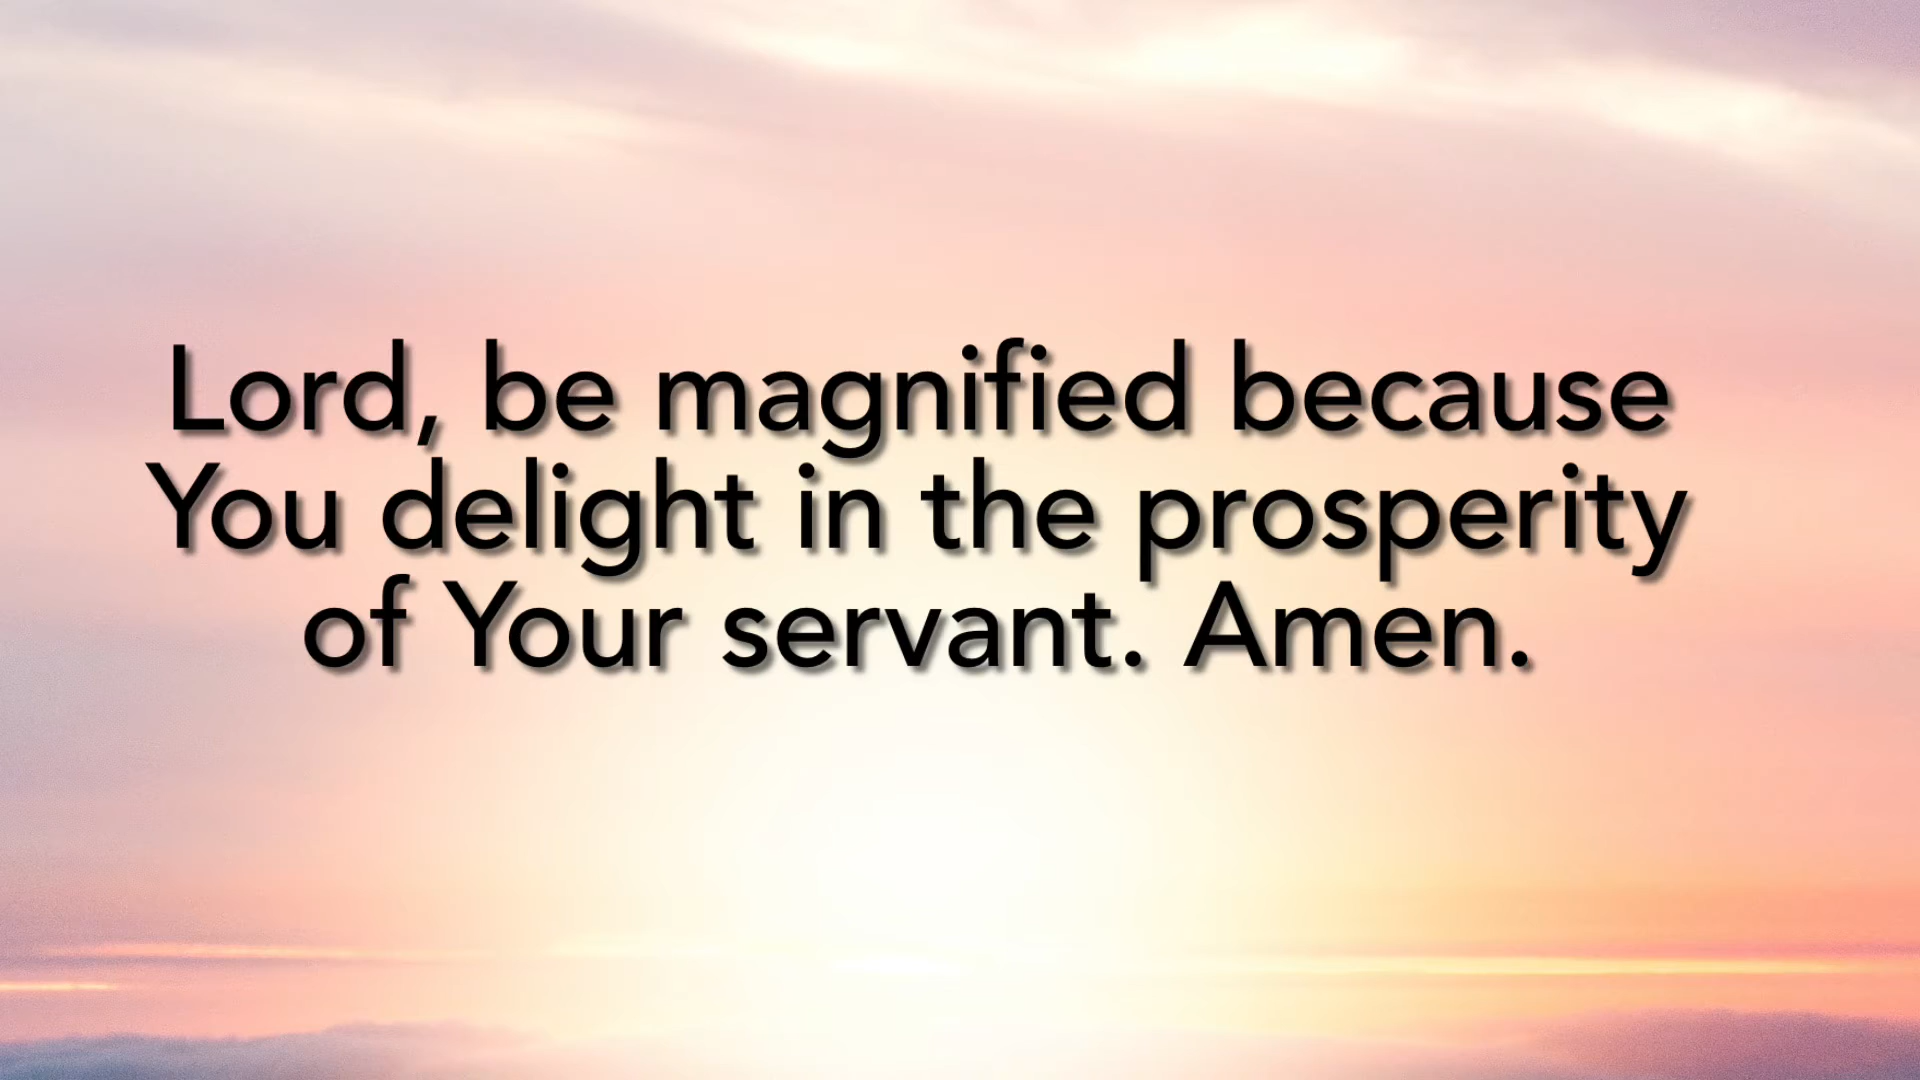 Lord, be magnified because
You delight in the prosperity
of Your servant. Amen.